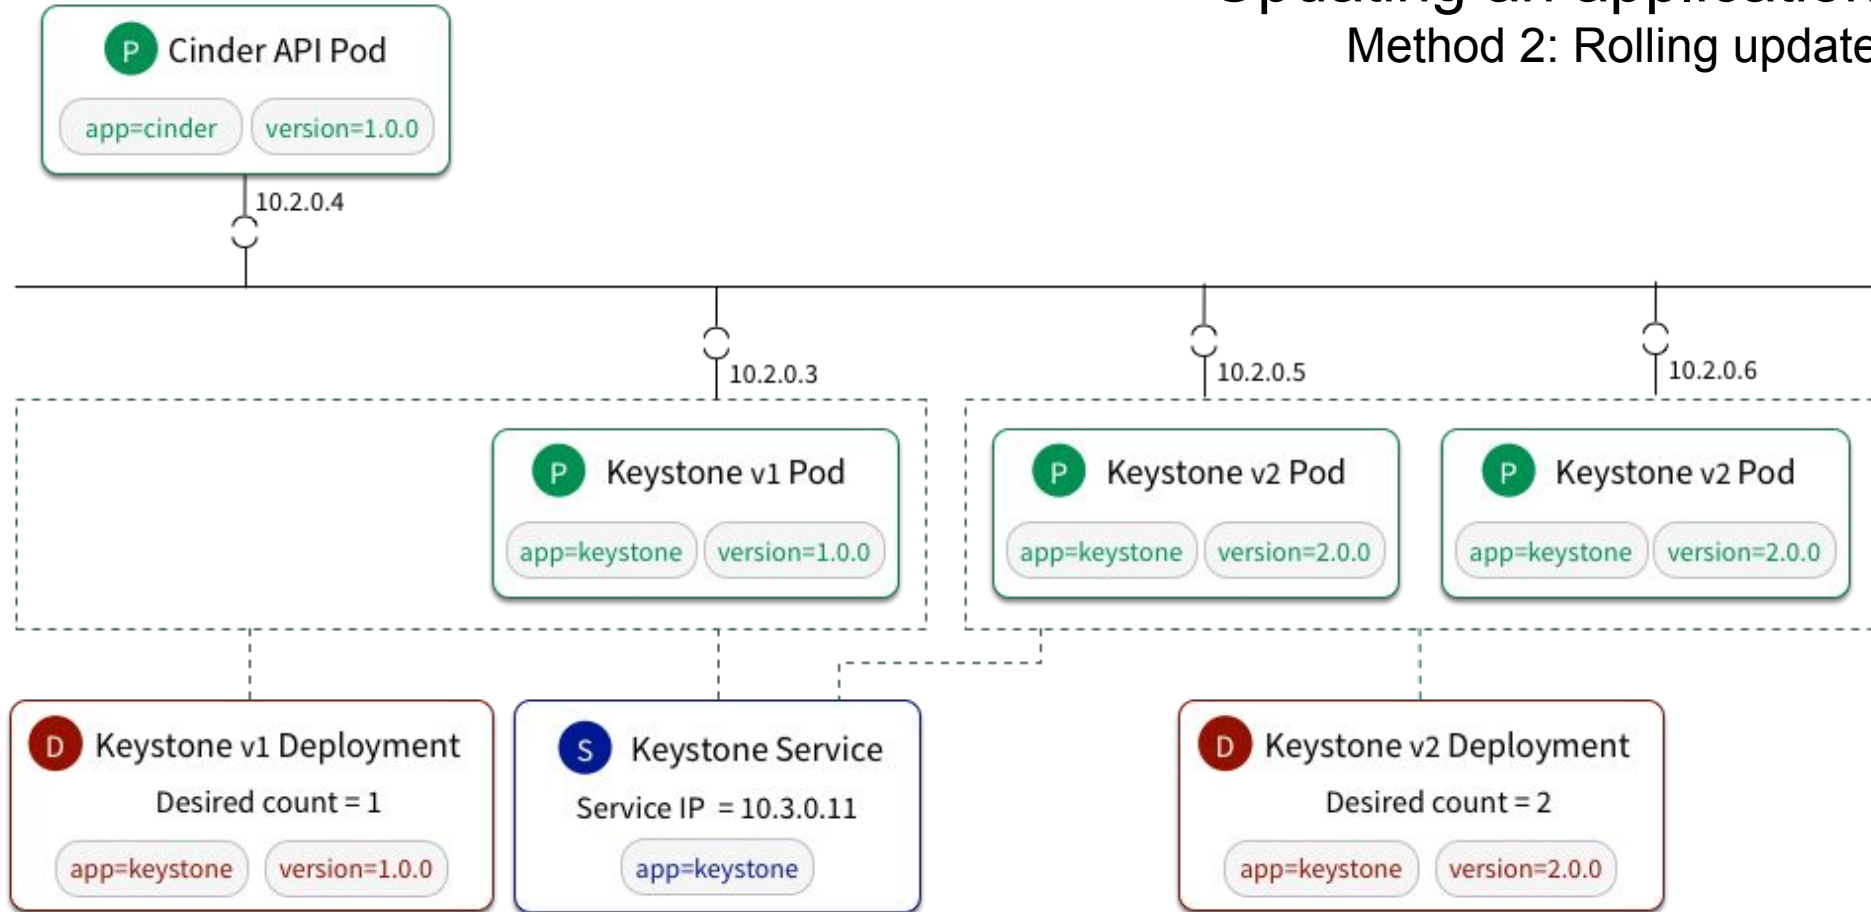 Updating an application
Method 2: Rolling update
P Cinder API Pod
app=cinder version=1.0.0
10.2.0.4
10.2.0.3
10.2.0.5
10.2.0.6
P Keystone v1 Pod
app=keystone version=1.0.0
P Keystone v2 Pod
app=keystone version=2.0.0
P Keystone v2 Pod
app=keystone version=2.0.0
D Keystone v1 Deployment
Desired count = 1
app=keystone version=1.0.0
S Keystone Service
Service IP = 10.3.0.11
app=keystone
D Keystone v2 Deployment
Desired count = 2
app=keystone version=2.0.0